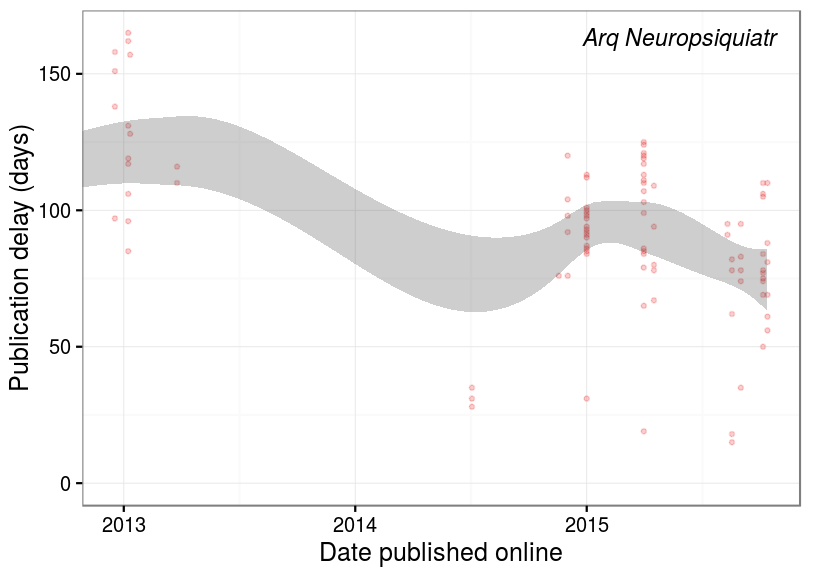 Arq Neuropsiquiatr
Publication delay (days)
150
100
50
0
2013 2014 2015
Date published online